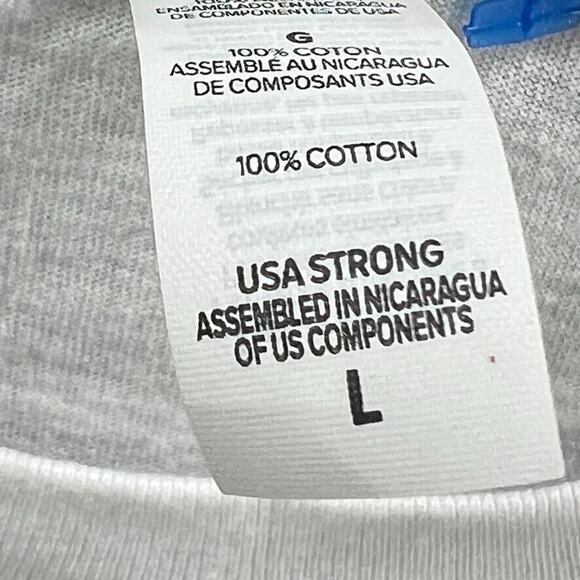 ENSAMBLADO EN NICARAGUA
DE COMPONENTES DE USA
G
100% COTON
ASSEMBLÉ AU NICARAGUA
DE COMPOSANTS USA
100% COTTON
USA STRONG
ASSEMBLED IN NICARAGUA
OF US COMPONENTS
L